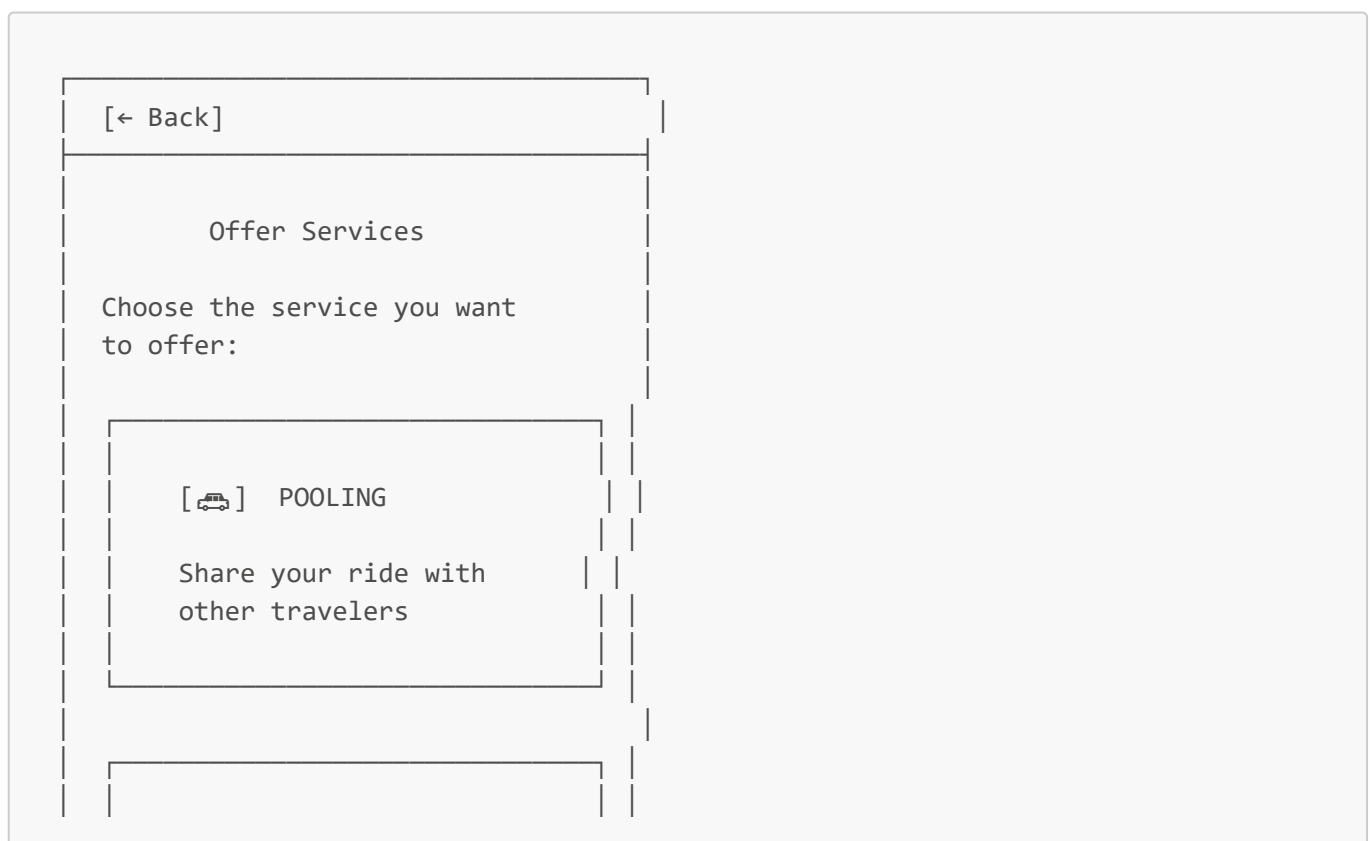 [← Back]
Offer Services
Choose the service you want
to offer:
[🚗] POOLING
Share your ride with
other travelers